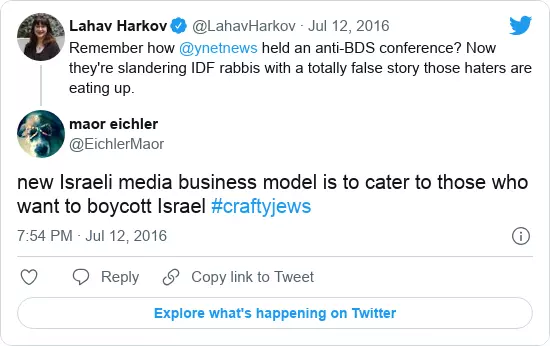 Lahav Harkov @LahavHarkov · Jul 12, 2016
Remember how @ynetnews held an anti-BDS conference? Now
they're slandering IDF rabbis with a totally false story those haters are
eating up.
maor eichler
@EichlerMaor
new Israeli media business model is to cater to those who
want to boycott Israel #craftyjews
7:54 PM · Jul 12, 2016
Reply
Copy link to Tweet
Explore what's happening on Twitter